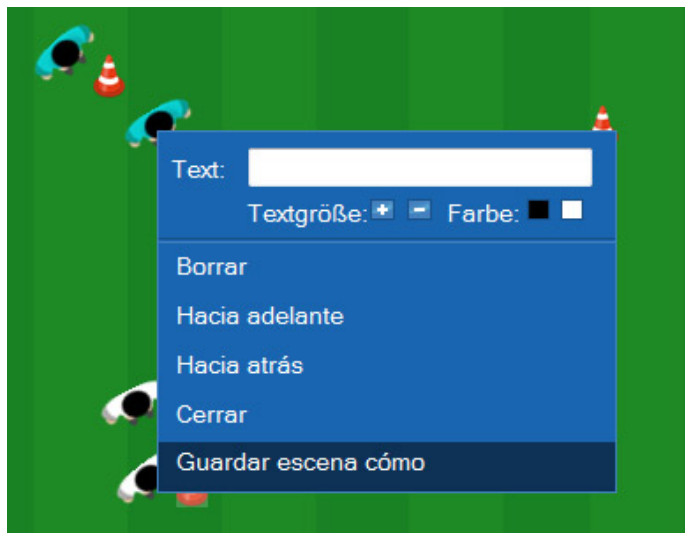 Text:
Textgröße: + - Farbe:
Borrar
Hacia adelante
Hacia atrás
Cerrar
Guardar escena cómo